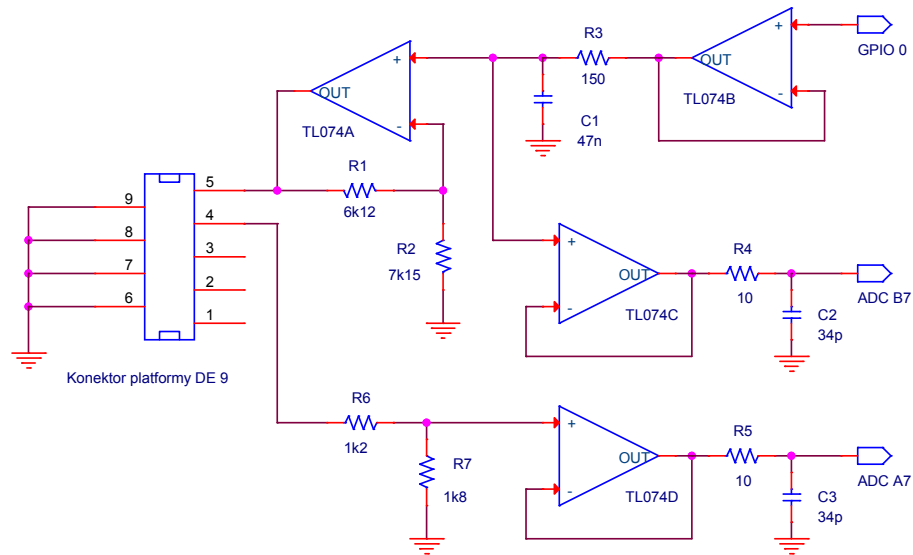 +
OUT
-
TL074B
GPIO 0
R3
150
C1
47n
+
OUT
-
TL074A
R1
6k12
R2
7k15
5
4
3
2
1
9
8
7
6
Konektor platformy DE 9
+
OUT
-
TL074C
R4
10
C2
34p
ADC B7
R6
1k2
R7
1k8
+
OUT
-
TL074D
R5
10
C3
34p
ADC A7